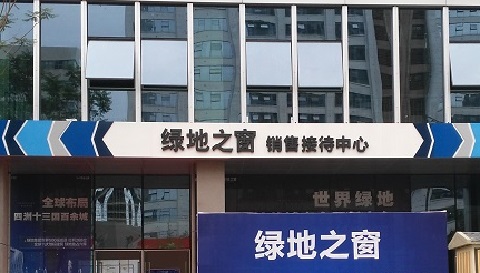 绿地之窗 销售接待中心
全球布局
四洲十三国百余城
世界绿地
绿地之窗